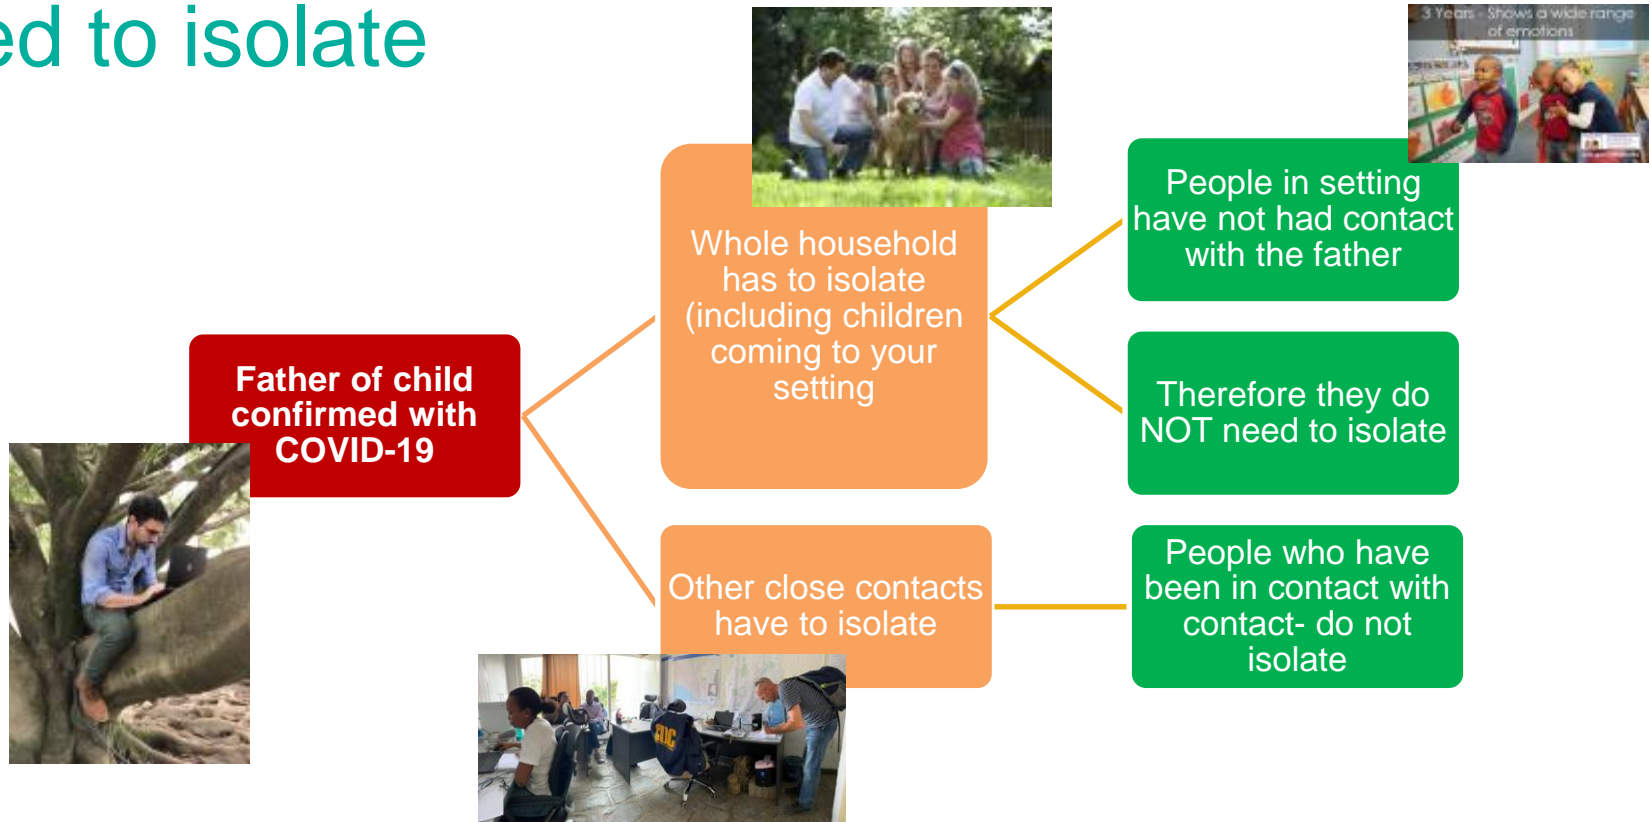 ed to isolate
3 Years - Shows a wide range
of emotions
People in setting
have not had contact
with the father
Whole household
has to isolate
(including children
coming to your
setting
Father of child
confirmed with
COVID-19
Therefore they do
NOT need to isolate
Other close contacts
have to isolate
People who have
been in contact with
contact- do not
isolate
CDC